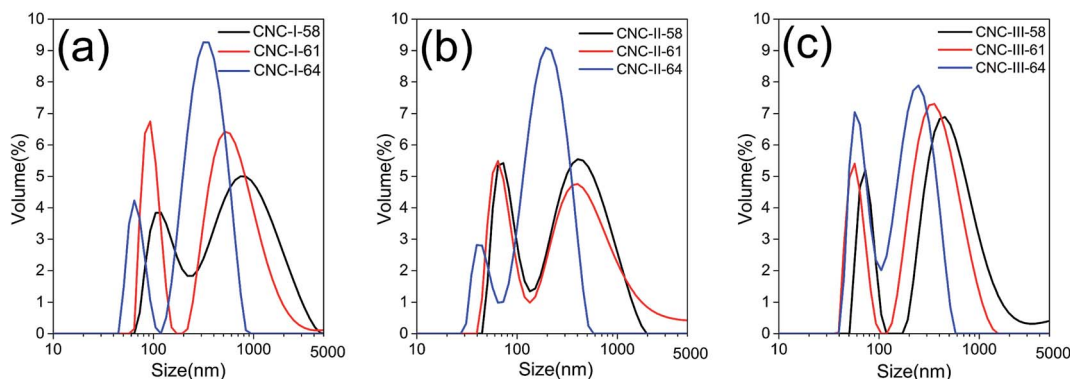 (a)
CNC-I-58
CNC-I-61
CNC-I-64
Volume(%)
10
9
8
7
6
5
4
3
2
1
0
10
100
1000
5000
Size(nm)
(b)
CNC-II-58
CNC-II-61
CNC-II-64
Volume(%)
10
9
8
7
6
5
4
3
2
1
0
10
100
1000
5000
Size(nm)
(c)
CNC-III-58
CNC-III-61
CNC-III-64
Volume(%)
10
9
8
7
6
5
4
3
2
1
0
10
100
1000
5000
Size(nm)